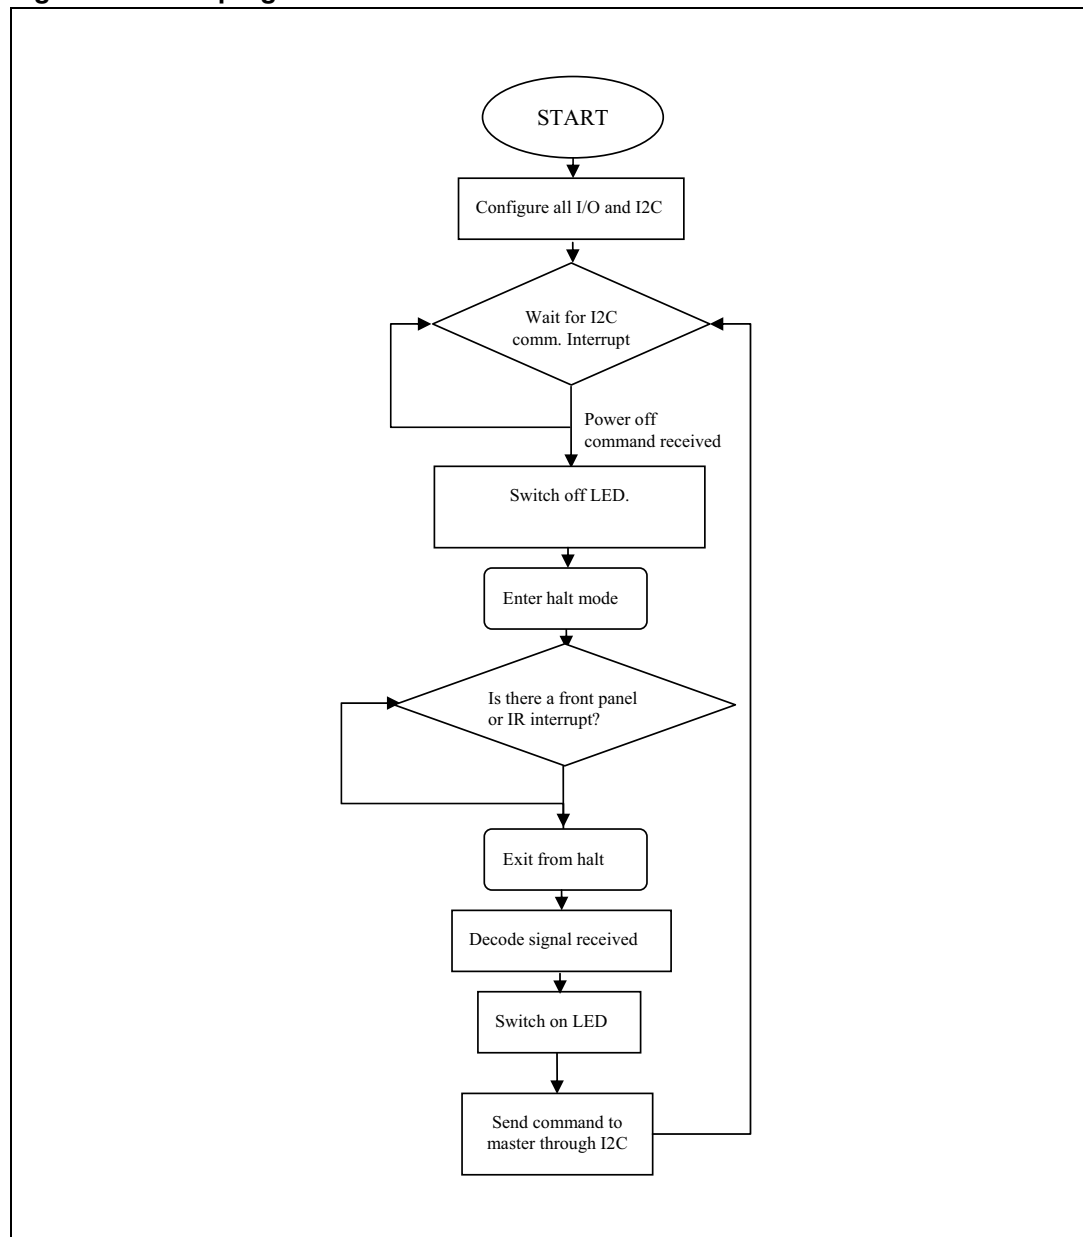 START
Configure all I/O and I2C
Wait for I2C
comm. Interrupt
Power off
command received
Switch off LED.
Enter halt mode
Is there a front panel
or IR interrupt?
Exit from halt
Decode signal received
Switch on LED
Send command to
master through I2C